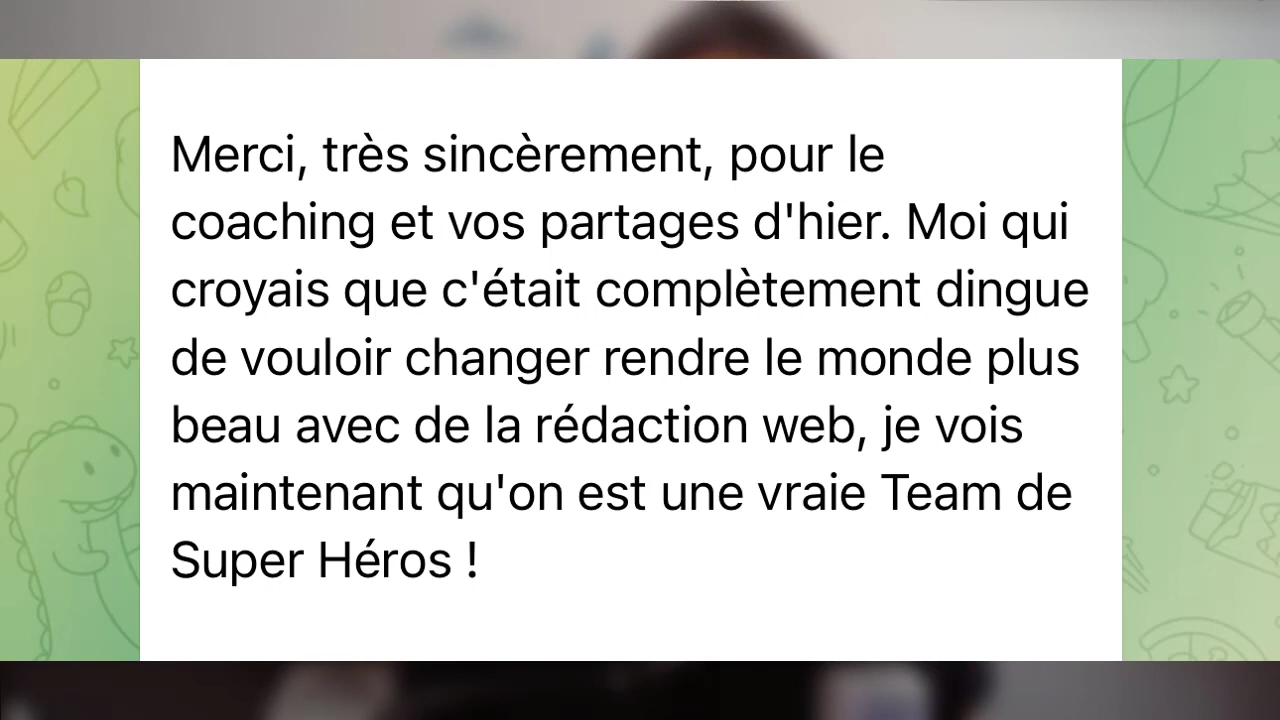 Merci, très sincèrement, pour le
coaching et vos partages d'hier. Moi qui
croyais que c'était complètement dingue
de vouloir changer rendre le monde plus
beau avec de la rédaction web, je vois
maintenant qu'on est une vraie Team de
Super Héros !